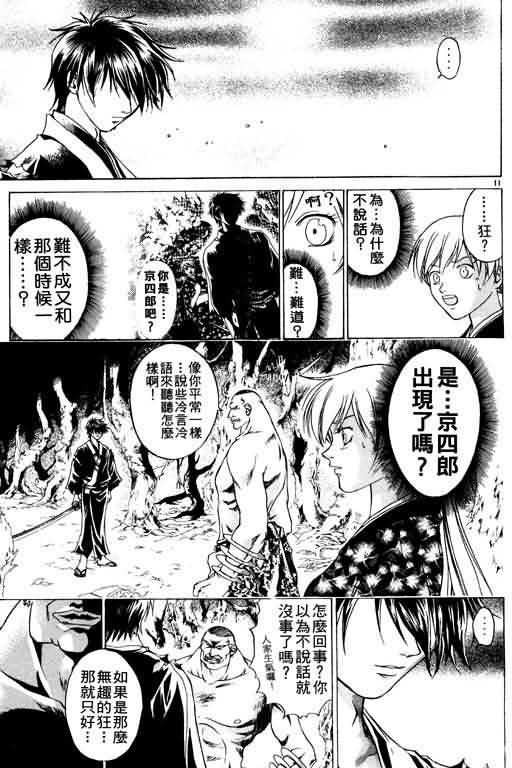 …
11
…
狂？
為…為什麼
不說話？
啊？
難…難道？
你是……
京四郎吧？
難不成又和
那個時候一
樣……？
是…京四郎
出現了嗎？
像你平常一樣
…說些冷言冷
語來聽聽怎麼
樣啊！
…
怎麼回事？你
以為不說話就
沒事了嗎？
人家生氣囉！
如果是那麼
無趣的狂…
那就只好…